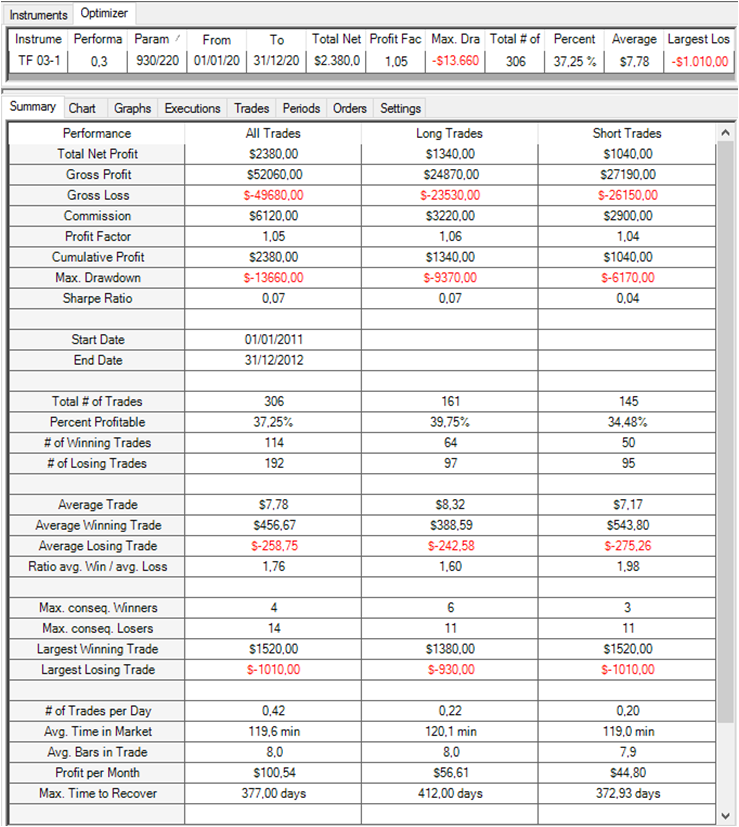 Instruments Optimizer
Instrume Performa Param / From To Total Net Profit Fac Max. Dra Total # of Percent Average Largest Los
TF 03-1 0,3 930/220 01/01/20 31/12/20 $2.380,0 1,05 -$13.660 306 37,25 % $7,78 -$1.010,00
Summary Chart Graphs Executions Trades Periods Orders Settings
Performance All Trades Long Trades Short Trades
Total Net Profit $2380,00 $1340,00 $1040,00
Gross Profit $52060,00 $24870,00 $27190,00
Gross Loss $-49680,00 $-23530,00 $-26150,00
Commission $6120,00 $3220,00 $2900,00
Profit Factor 1,05 1,06 1,04
Cumulative Profit $2380,00 $1340,00 $1040,00
Max. Drawdown $-13660,00 $-9370,00 $-6170,00
Sharpe Ratio 0,07 0,07 0,04
Start Date 01/01/2011
End Date 31/12/2012
Total # of Trades 306 161 145
Percent Profitable 37,25% 39,75% 34,48%
# of Winning Trades 114 64 50
# of Losing Trades 192 97 95
Average Trade $7,78 $8,32 $7,17
Average Winning Trade $456,67 $388,59 $543,80
Average Losing Trade $-258,75 $-242,58 $-275,26
Ratio avg. Win / avg. Loss 1,76 1,60 1,98
Max. conseq. Winners 4 6 3
Max. conseq. Losers 14 11 11
Largest Winning Trade $1520,00 $1380,00 $1520,00
Largest Losing Trade $-1010,00 $-930,00 $-1010,00
# of Trades per Day 0,42 0,22 0,20
Avg. Time in Market 119,6 min 120,1 min 119,0 min
Avg. Bars in Trade 8,0 8,0 7,9
Profit per Month $100,54 $56,61 $44,80
Max. Time to Recover 377,00 days 412,00 days 372,93 days